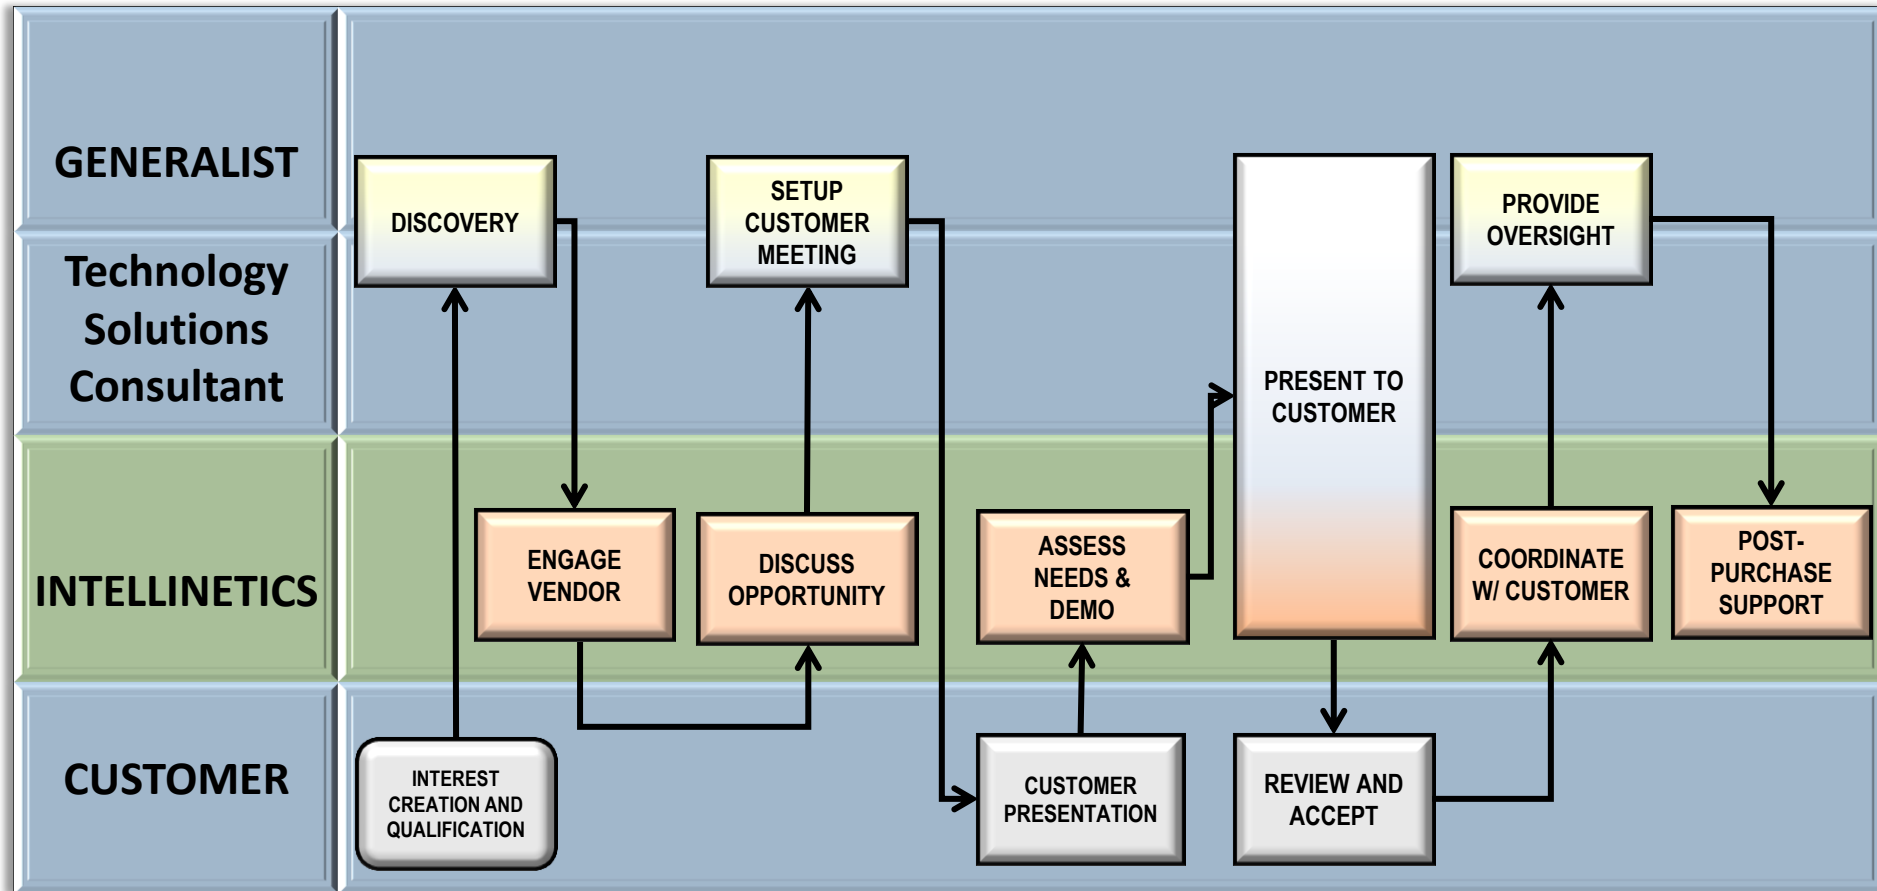 GENERALIST
Technology
Solutions
Consultant
INTELLINETICS
CUSTOMER
DISCOVERY
SETUP
CUSTOMER
MEETING
PRESENT TO
CUSTOMER
PROVIDE
OVERSIGHT
ENGAGE
VENDOR
DISCUSS
OPPORTUNITY
ASSESS
NEEDS &
DEMO
COORDINATE
W/ CUSTOMER
POST-
PURCHASE
SUPPORT
INTEREST
CREATION AND
QUALIFICATION
CUSTOMER
PRESENTATION
REVIEW AND
ACCEPT